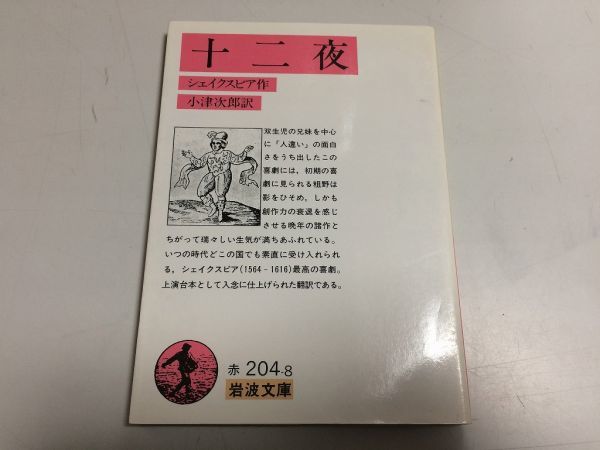 十二夜
シェイクスピア作
小津次郎訳
双生児の兄妹を中心
に「人違い」の面白
さをうち出したこの
喜劇には，初期の喜
劇に見られる粗野は
影をひそめ，しかも
創作力の衰退を感じ
させる晩年の諸作と
ちがって瑞々しい生気が満ちあふれている。
いつの時代どこの国でも素直に受け入れられ
る，シェイクスピア(1564‐1616)最高の喜劇。
上演台本として入念に仕上げられた翻訳である。
赤 204-8
岩波文庫